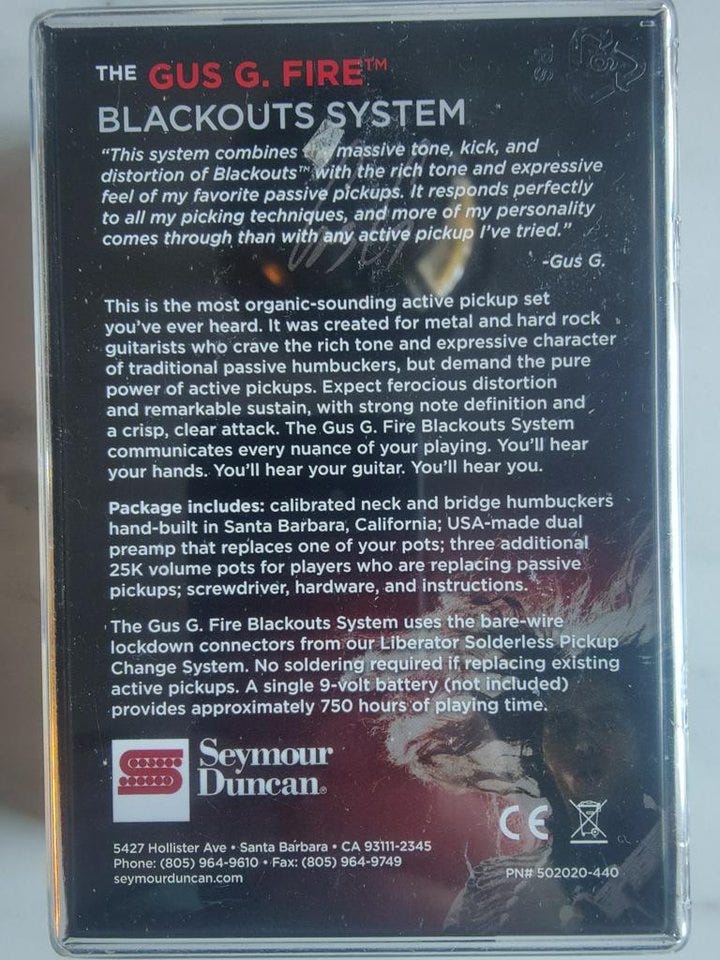 THE GUS G. FIRE™
BLACKOUTS SYSTEM
“This system combines massive tone, kick, and
distortion of Blackouts™ with the rich tone and expressive
feel of my favorite passive pickups. It responds perfectly
to all my picking techniques, and more of my personality
comes through than with any active pickup I’ve tried.”
-Gus G.
This is the most organic-sounding active pickup set
you’ve ever heard. It was created for metal and hard rock
guitarists who crave the rich tone and expressive character
of traditional passive humbuckers, but demand the pure
power of active pickups. Expect ferocious distortion
and remarkable sustain, with strong note definition and
a crisp, clear attack. The Gus G. Fire Blackouts System
communicates every nuance of your playing. You’ll hear
your hands. You’ll hear your guitar. You’ll hear you.
Package includes: calibrated neck and bridge humbuckers
hand-built in Santa Barbara, California; USA-made dual
preamp that replaces one of your pots; three additional
25K volume pots for players who are replacing passive
pickups; screwdriver, hardware, and instructions.
The Gus G. Fire Blackouts System uses the bare-wire
lockdown connectors from our Liberator Solderless Pickup
Change System. No soldering required if replacing existing
active pickups. A single 9-volt battery (not included)
provides approximately 750 hours of playing time.
Seymour
Duncan®
CE
5427 Hollister Ave • Santa Barbara • CA 93111-2345
Phone: (805) 964-9610 • Fax: (805) 964-9749
seymourduncan.com
PN# 502020-440